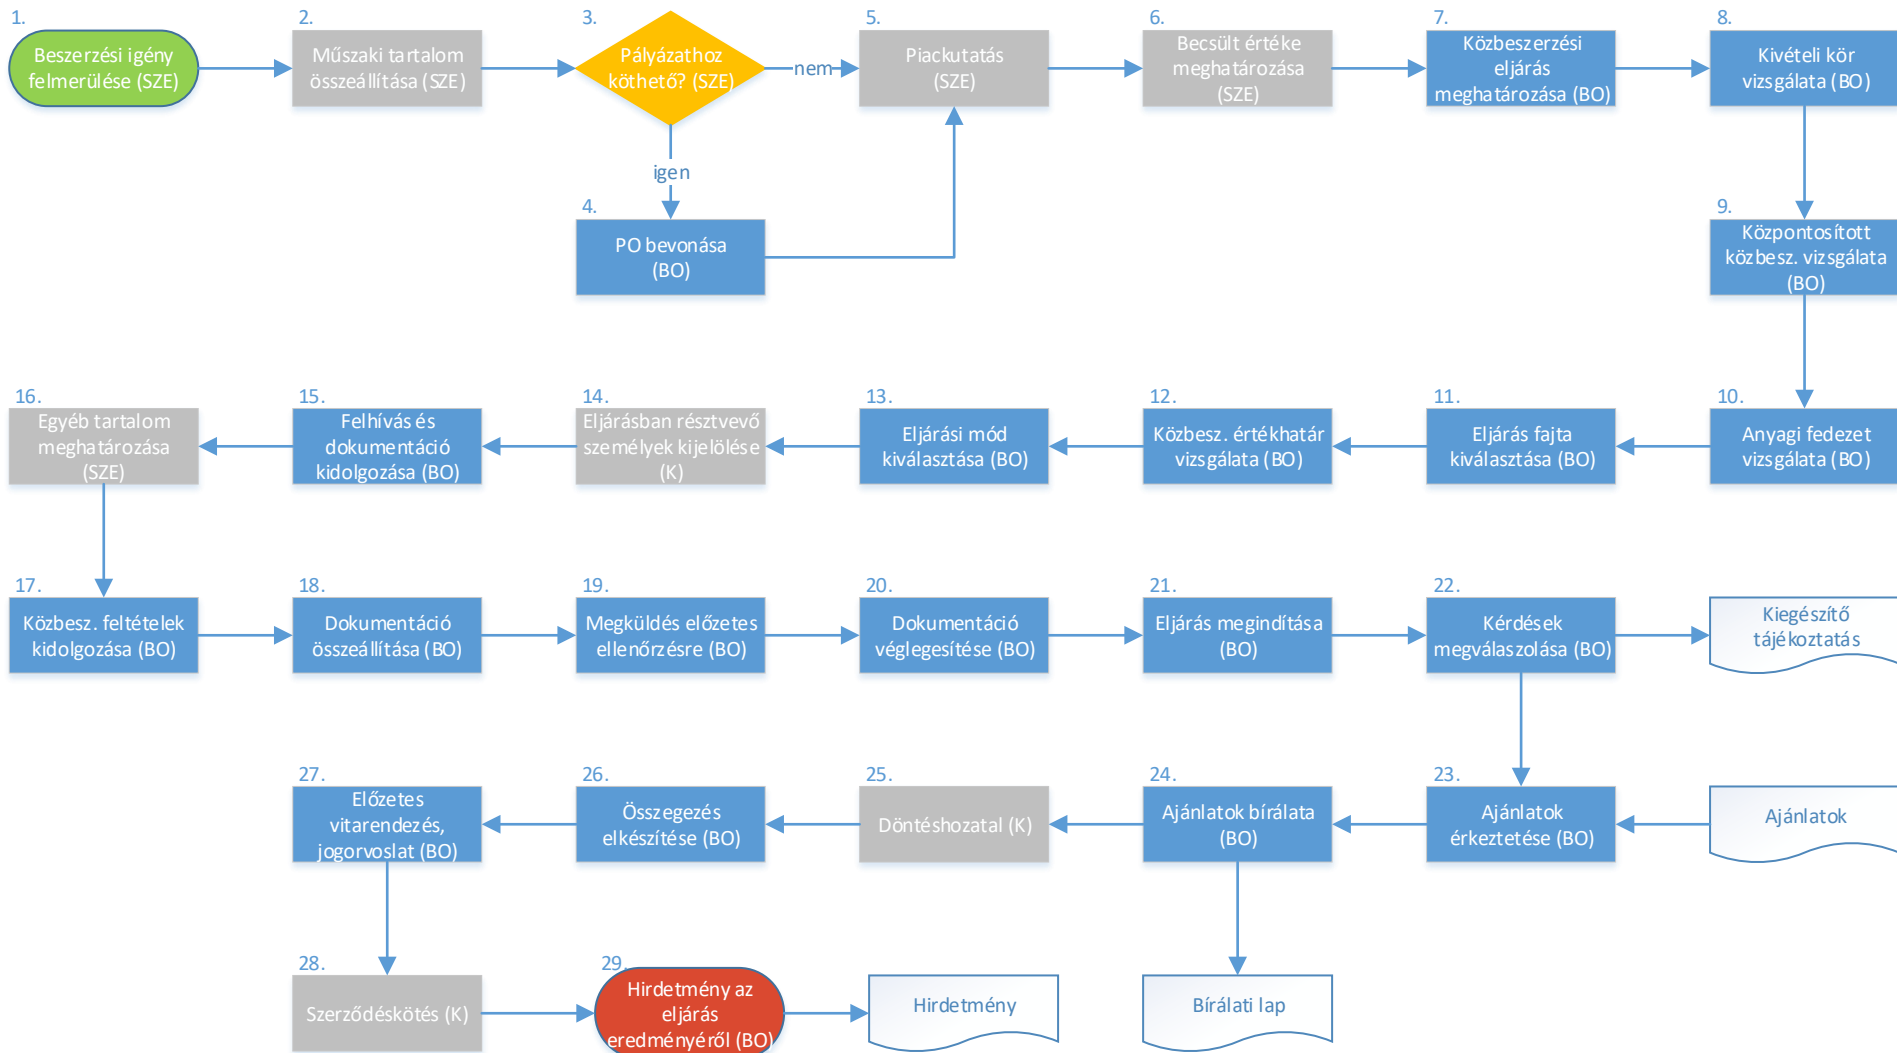 1.
Beszerzési igény
felmerülése (SZE)
2.
Műszaki tartalom
összeállítása (SZE)
3.
Pályázathoz
köthető? (SZE)
nem
igen
4.
PO bevonása
(BO)
5.
Piackutatás
(SZE)
6.
Becsült értéke
meghatározása
(SZE)
7.
Közbeszerzési
eljárás
meghatározása (BO)
8.
Kivételi kör
vizsgálata (BO)
9.
Központosított
közbesz. vizsgálata
(BO)
10.
Anyagi fedezet
vizsgálata (BO)
11.
Eljárás fajta
kiválasztása (BO)
12.
Közbesz. értékhatár
vizsgálata (BO)
13.
Eljárási mód
kiválasztása (BO)
14.
Eljárásban résztvevő
személyek kijelölése
(K)
15.
Felhívás és
dokumentáció
kidolgozása (BO)
16.
Egyéb tartalom
meghatározása
(SZE)
17.
Közbesz. feltételek
kidolgozása (BO)
18.
Dokumentáció
összeállítása (BO)
19.
Megküldés előzetes
ellenőrzésre (BO)
20.
Dokumentáció
véglegesítése (BO)
21.
Eljárás megindítása
(BO)
22.
Kérdések
megválaszolása (BO)
Kiegészítő
tájékoztatás
23.
Ajánlatok
érkeztetése (BO)
Ajánlatok
24.
Ajánlatok bírálata
(BO)
25.
Döntéshozatal (K)
26.
Összegezés
elkészítése (BO)
27.
Előzetes
vitarendezés,
jogorvoslat (BO)
28.
Szerződéskötés (K)
29.
Hirdetmény az
eljárás
eredményéről (BO)
Hirdetmény
Bírálati lap